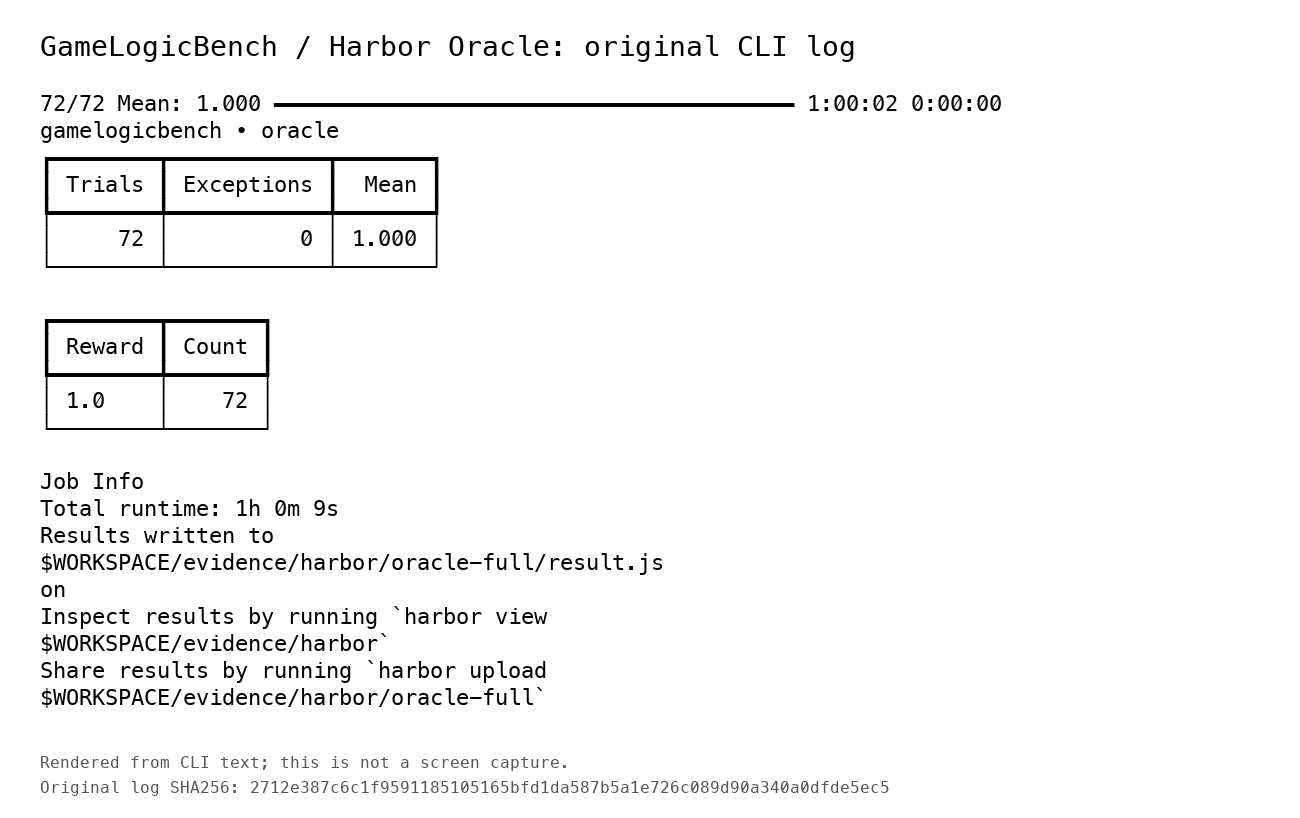 GameLogicBench / Harbor Oracle: original CLI log
72/72 Mean: 1.000 ━━━━━━━━━━━━━━━━━━━━━━━━━━━━━━━━━━━━━━━━ 1:00:02 0:00:00
gamelogicbench • oracle
Trials Exceptions Mean
72 0 1.000
Reward Count
1.0 72
Job Info
Total runtime: 1h 0m 9s
Results written to
$WORKSPACE/evidence/harbor/oracle-full/result.js
on
Inspect results by running `harbor view
$WORKSPACE/evidence/harbor`
Share results by running `harbor upload
$WORKSPACE/evidence/harbor/oracle-full`
Rendered from CLI text; this is not a screen capture.
Original log SHA256: 2712e387c6c1f9591185105165bfd1da587b5a1e726c089d90a340a0dfde5ec5